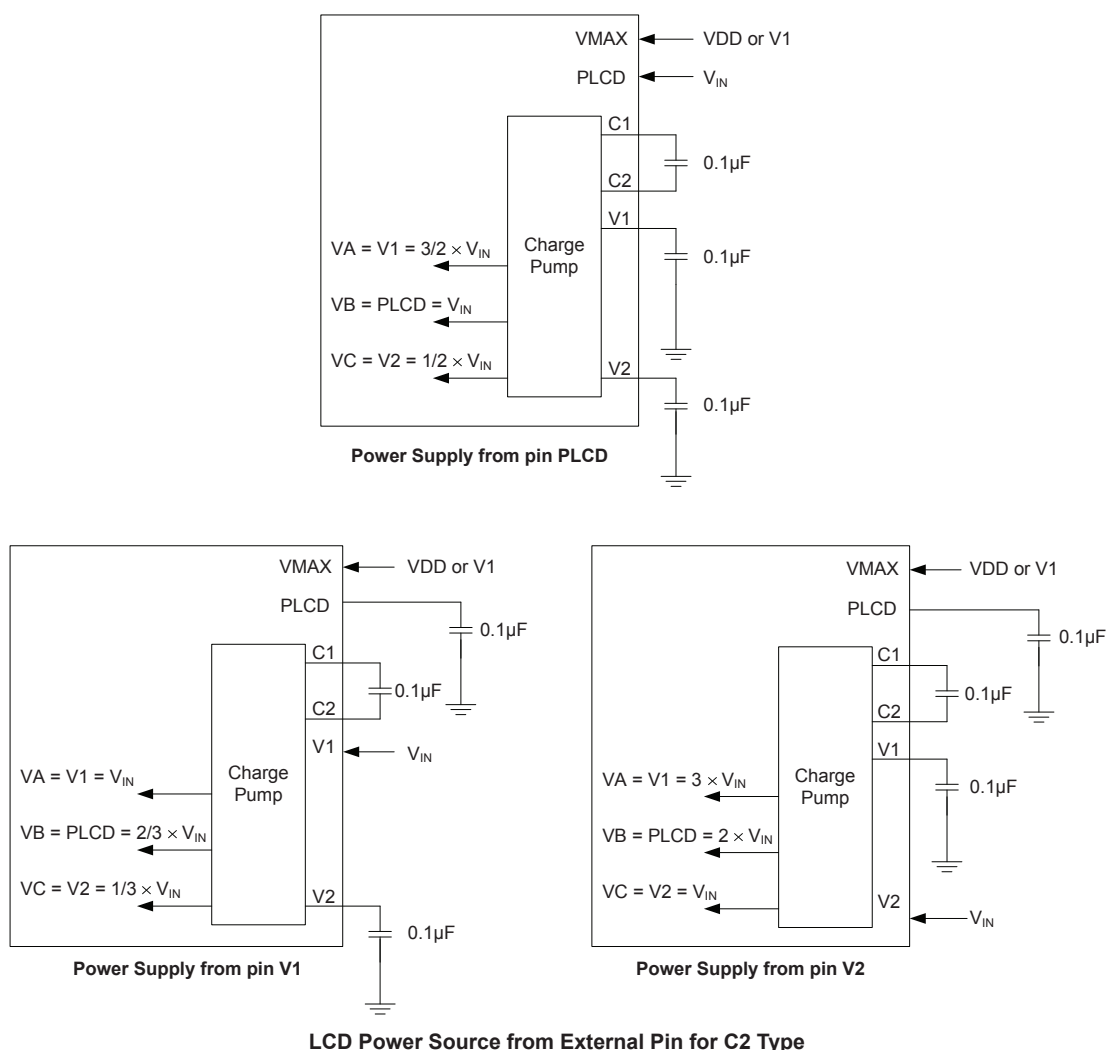 VMAX
VDD or V1
PLCD
VIN
C1
0.1µF
C2
V1
Charge
Pump
0.1µF
VA = V1 = 3/2 × VIN
VB = PLCD = VIN
VC = V2 = 1/2 × VIN
V2
0.1µF
Power Supply from pin PLCD
VMAX
VDD or V1
PLCD
0.1µF
C1
0.1µF
C2
V1
VIN
Charge
Pump
VA = V1 = VIN
VB = PLCD = 2/3 × VIN
VC = V2 = 1/3 × VIN
V2
0.1µF
Power Supply from pin V1
VMAX
VDD or V1
PLCD
0.1µF
C1
0.1µF
C2
V1
0.1µF
Charge
Pump
VA = V1 = 3 × VIN
VB = PLCD = 2 × VIN
VC = V2 = VIN
V2
VIN
Power Supply from pin V2
LCD Power Source from External Pin for C2 Type